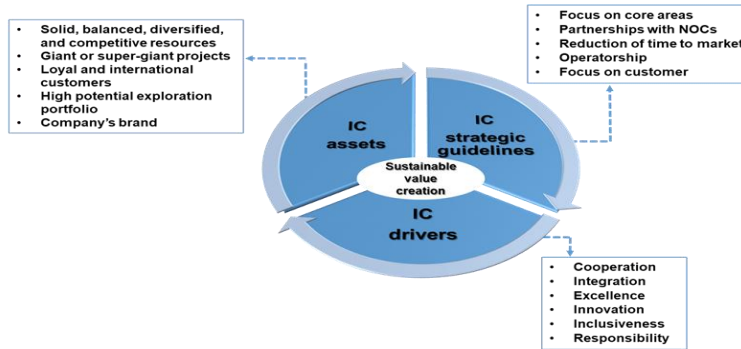 • Solid, balanced, diversified,
and competitive resources
• Giant or super-giant projects
• Loyal and international
customers
• High potential exploration
portfolio
• Company's brand
• Focus on core areas
• Partnerships with NOCs
• Reduction of time to market
• Operatorship
• Focus on customer
IC
assets
IC
strategic
guidelines
Sustainable
value
creation
IC
drivers
• Cooperation
• Integration
• Excellence
• Innovation
• Inclusiveness
• Responsibility